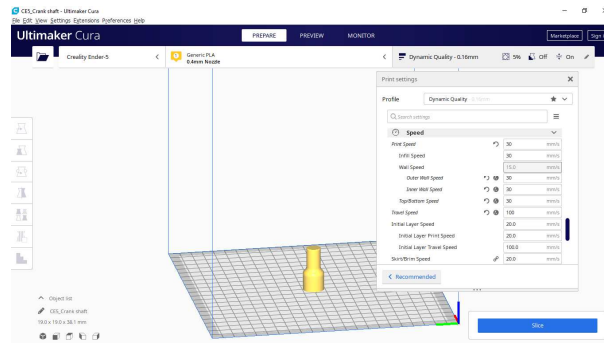 CE5_Crank shaft - Ultimaker Cura
File Edit View Settings Extensions Preferences Help
Ultimaker Cura PREPARE PREVIEW MONITOR Marketplace Sign
Creality Ender-5 Generic PLA Dynamic Quality - 0.16mm 5% Off On
0.4mm Nozzle
Print settings
Profile Dynamic Quality
Search settings
Speed
Print Speed 30 mm/s
Infill Speed 30 mm/s
Wall Speed 15.0 mm/s
Outer Wall Speed 30 mm/s
Inner Wall Speed 30 mm/s
Top/Bottom Speed 30 mm/s
Travel Speed 100 mm/s
Initial Layer Speed 20.0 mm/s
Initial Layer Print Speed 20.0 mm/s
Initial Layer Travel Speed 100.0 mm/s
Skirt/Brim Speed 20.0 mm/s
Recommended
Object list
CE5_Crank shaft
19.0 x 19.0 x 38.1 mm
Slice